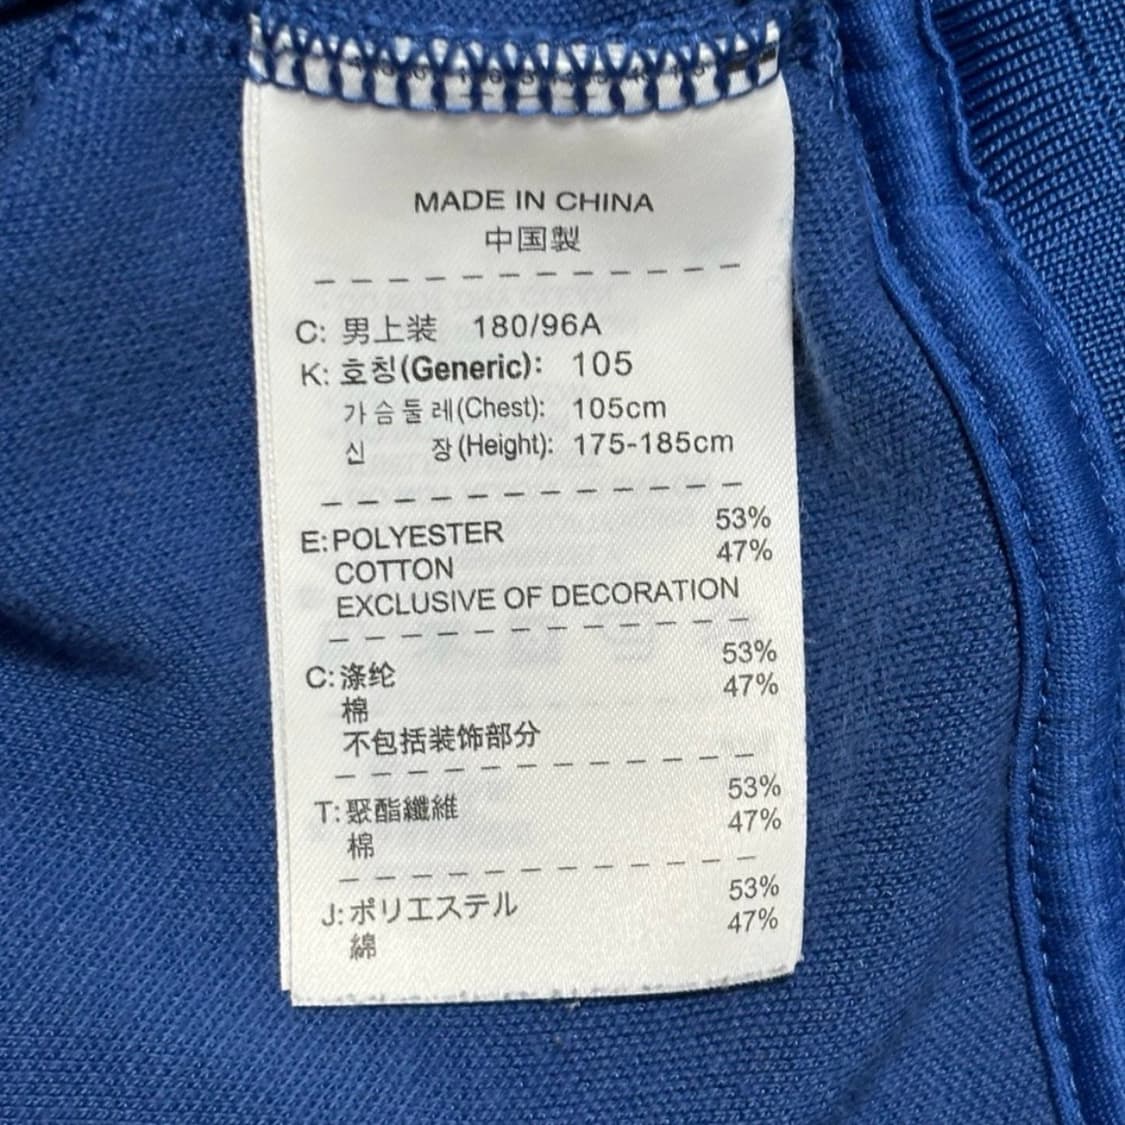 MADE IN CHINA
中国製
C: 男上装 180/96A
K: 호칭(Generic): 105
가슴둘레(Chest): 105cm
신 장(Height): 175-185cm
E: POLYESTER 53%
COTTON 47%
EXCLUSIVE OF DECORATION
C: 涤纶 53%
棉 47%
不包括装饰部分
T: 聚酯纖維 53%
棉 47%
J: ポリエステル 53%
綿 47%